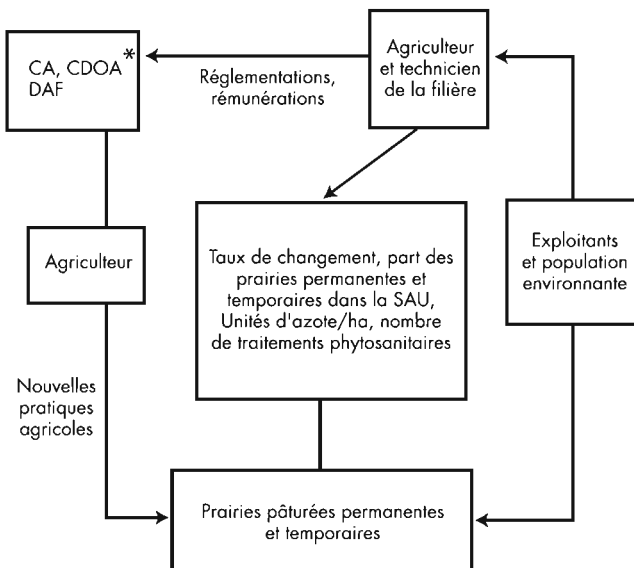 CA, CDOA*
DAF
Réglementations,
rémunérations
Agriculteur
et technicien
de la filière
Agriculteur
Taux de changement, part des
prairies permanentes et
temporaires dans la SAU,
Unités d'azote/ha, nombre
de traitements phytosanitaires
Exploitants
et population
environnante
Nouvelles
pratiques
agricoles
Prairies pâturées permanentes
et temporaires